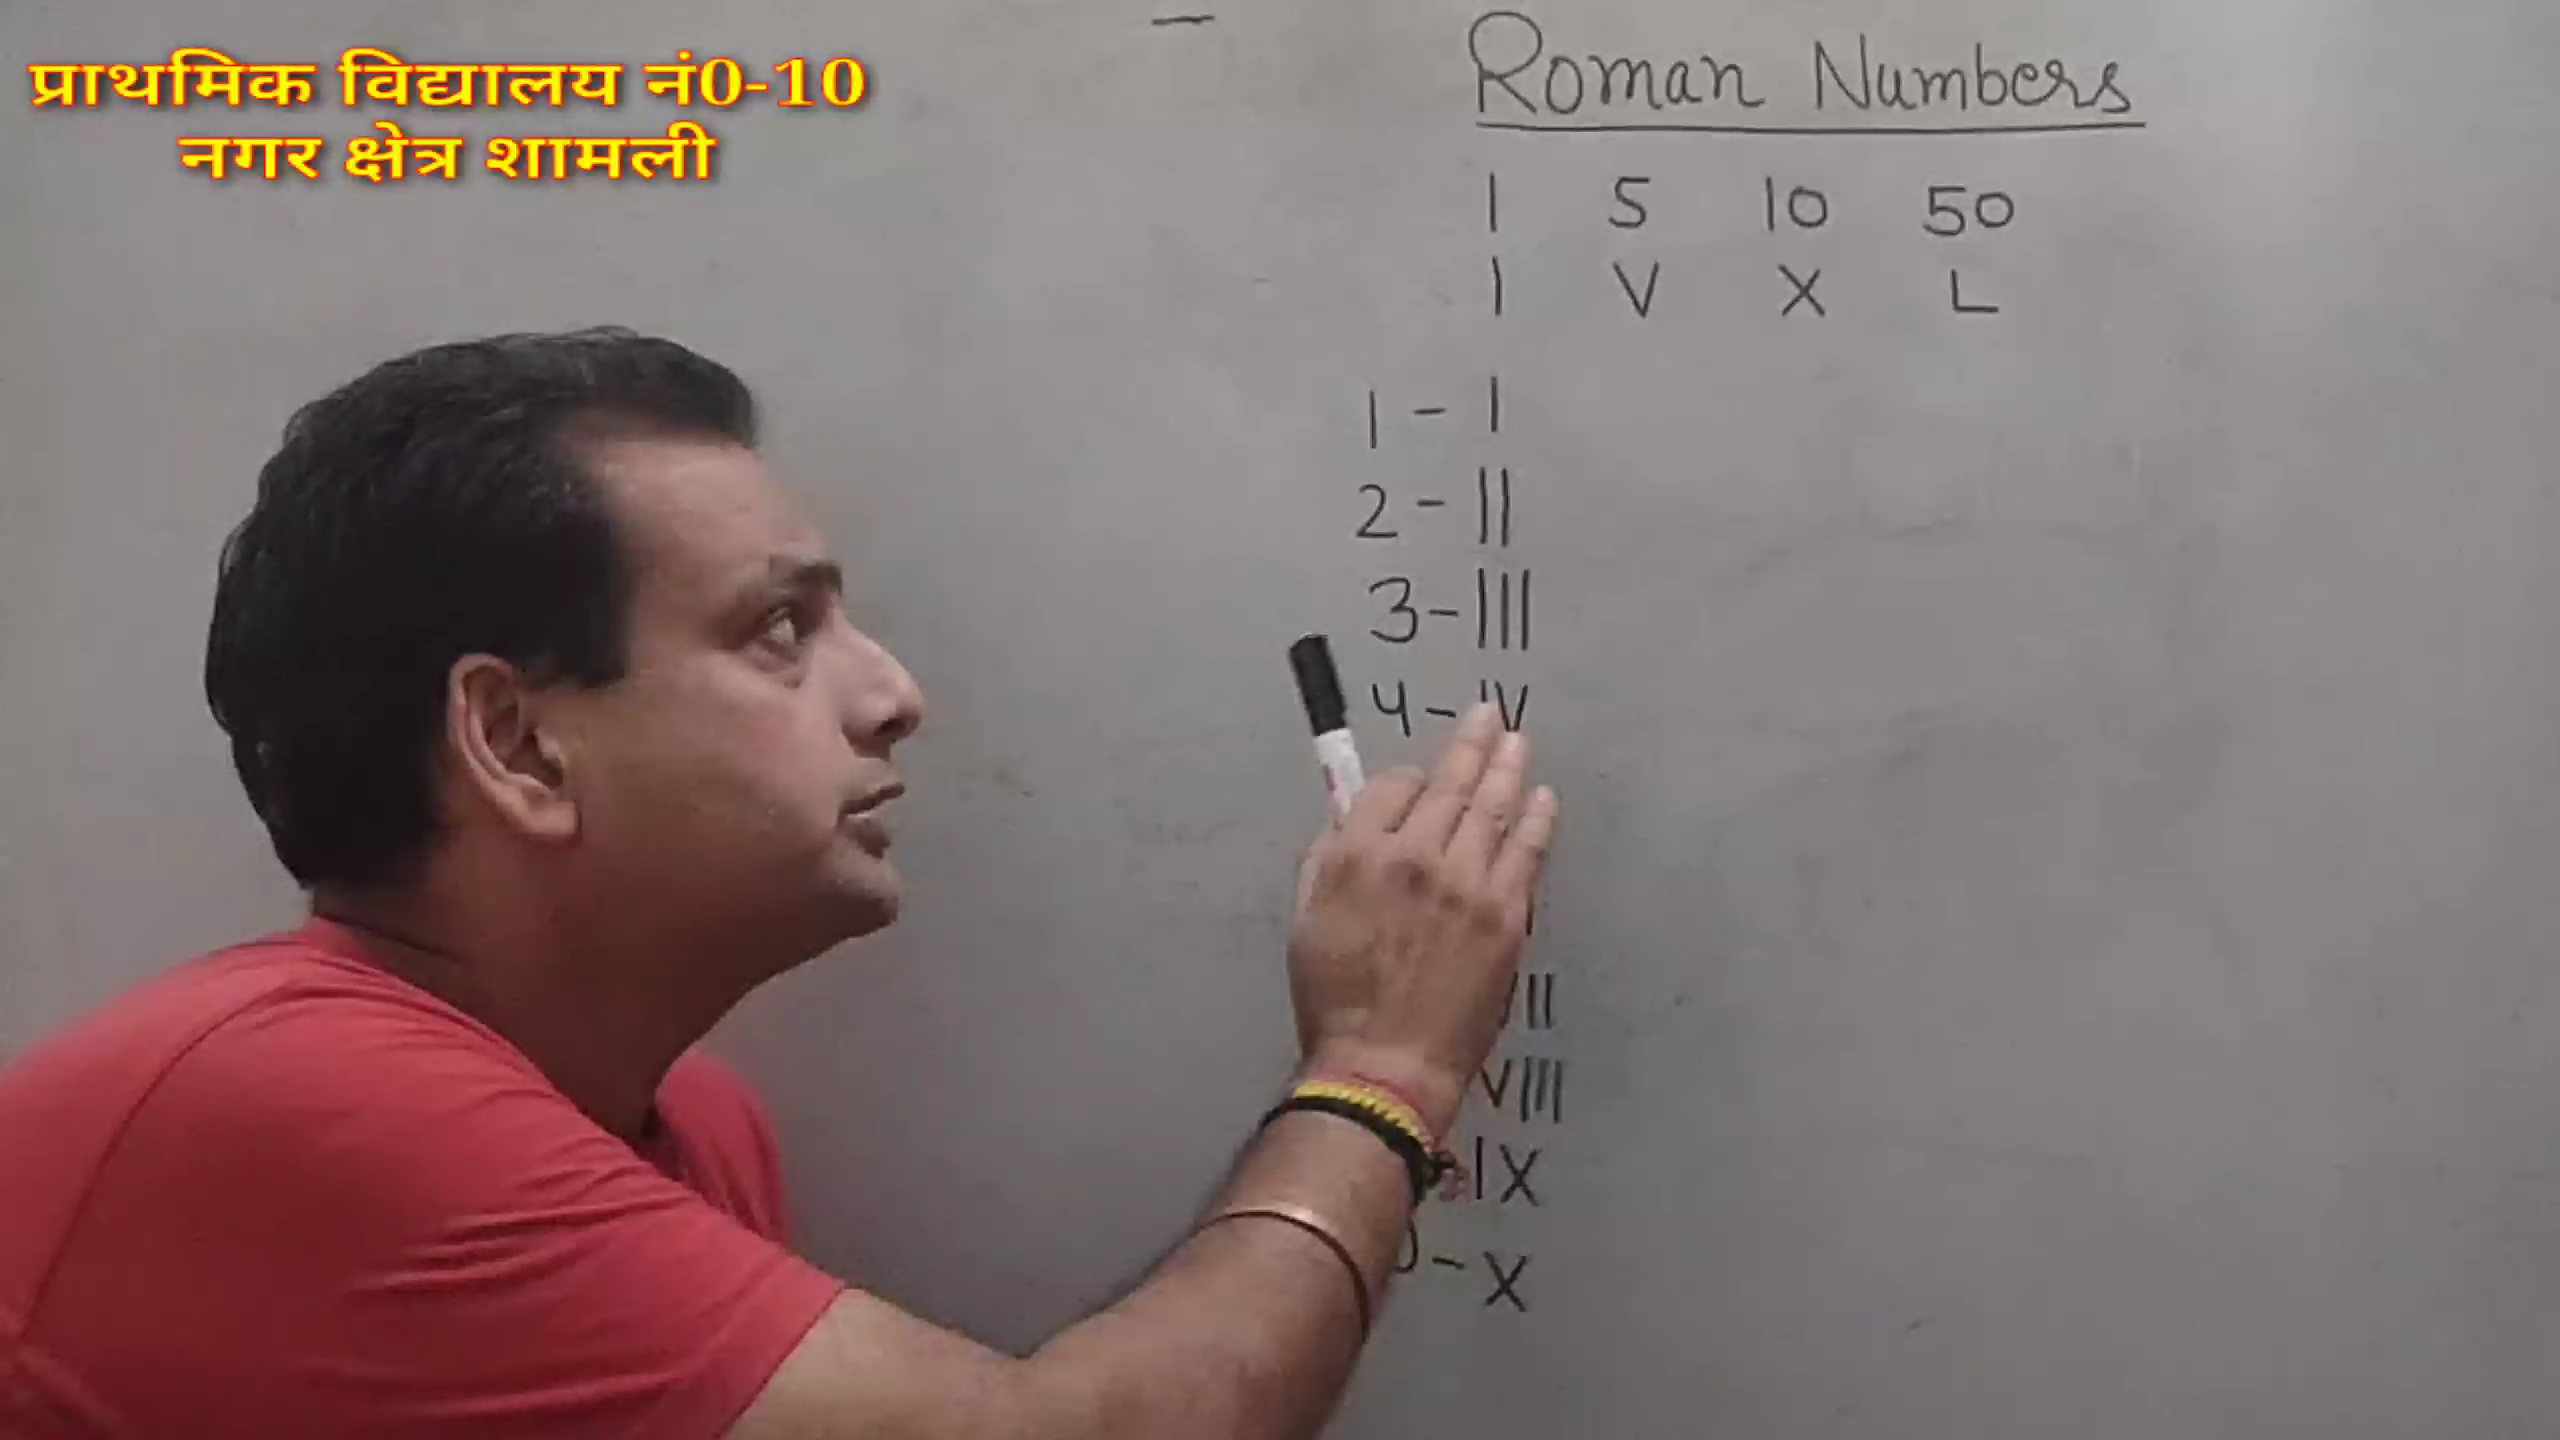 प्राथमिक विद्यालय नं0-10
नगर क्षेत्र शामली
Roman Numbers
1 5 10 50
I V X L
1 - I
2 - II
3 - III
4 - IV
VII
VIII
IX
- X